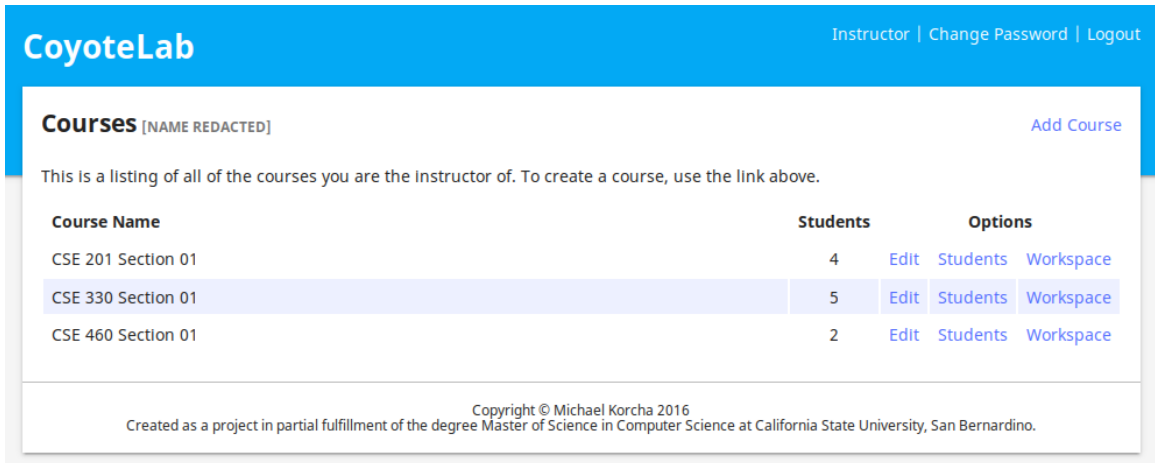 CoyoteLab
Instructor | Change Password | Logout
Courses [NAME REDACTED]
Add Course
This is a listing of all of the courses you are the instructor of. To create a course, use the link above.
Course Name Students Options
CSE 201 Section 01 4 Edit Students Workspace
CSE 330 Section 01 5 Edit Students Workspace
CSE 460 Section 01 2 Edit Students Workspace
Copyright © Michael Korcha 2016
Created as a project in partial fulfillment of the degree Master of Science in Computer Science at California State University, San Bernardino.